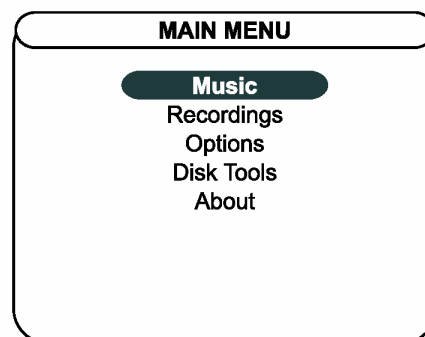 MAIN MENU
Music
Recordings
Options
Disk Tools
About